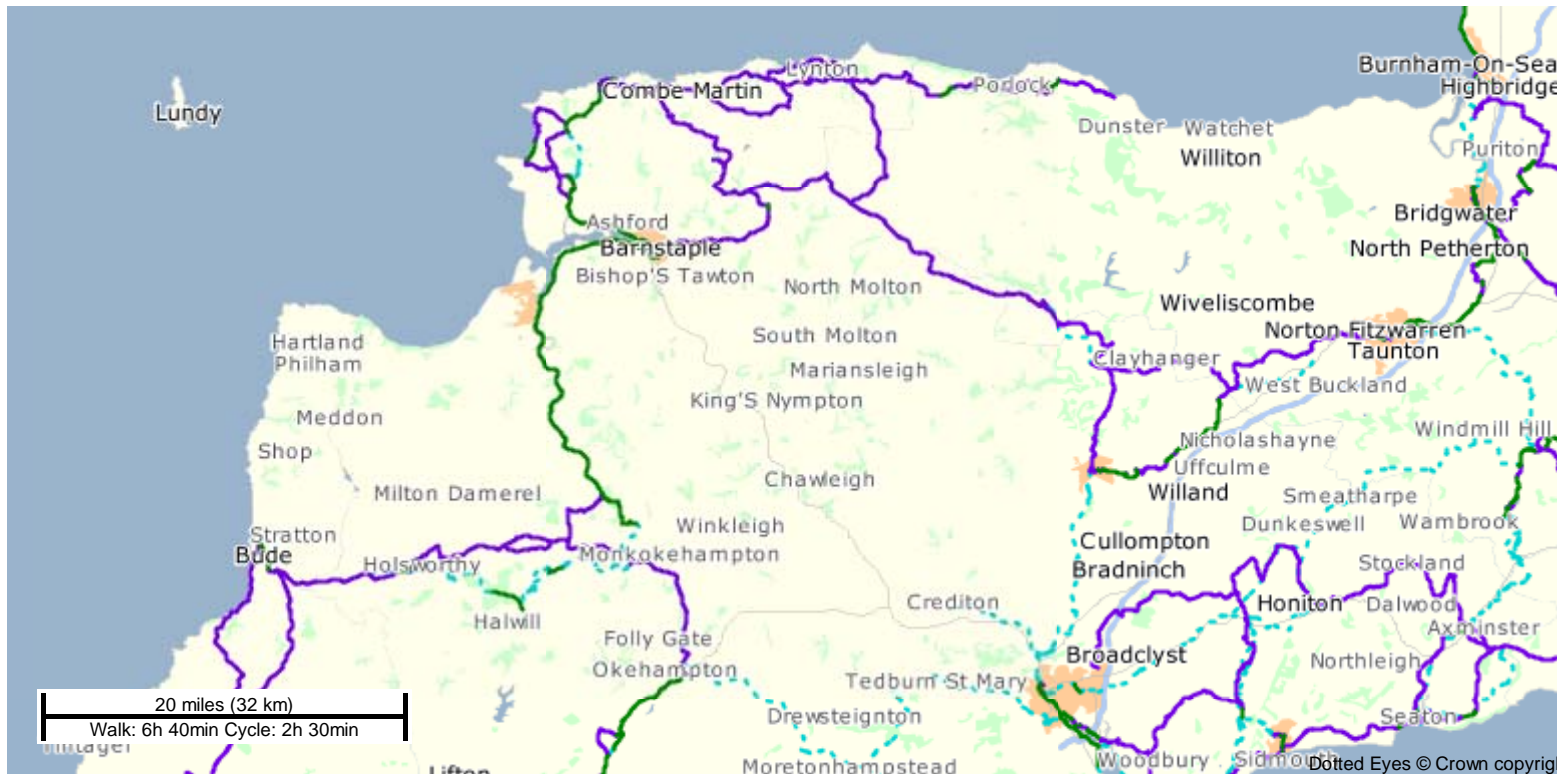 Burnham-On-Sea
Highbridge
Lynton
Combe Martin
Porlock
Lundy
Dunster
Watchet
Williton
Puriton
Ashford
Barnstaple
Bridgwater
North Petherton
Bishop'S Tawton
North Molton
Wiveliscombe
South Molton
Norton Fitzwarren
Taunton
Hartland
Philham
Clayhanger
Mariansleigh
West Buckland
King'S Nympton
Meddon
Windmill Hill
Shop
Nicholashayne
Uffculme
Chawleigh
Milton Damerel
Willand
Smeatharpe
Dunkeswell
Wambrook
Winkleigh
Stratton
Bude
Cullompton
Monkokehampton
Holsworthy
Bradninch
Stockland
Crediton
Honiton
Dalwood
Halwill
Axminster
Folly Gate
Broadclyst
Northleigh
Okehampton
Tedburn St Mary
20 miles (32 km)
Walk: 6h 40min Cycle: 2h 30min
Drewsteignton
Seaton
Woodbury
Sidmouth
Moretonhampstead
Lifton
Dotted Eyes © Crown copyrig